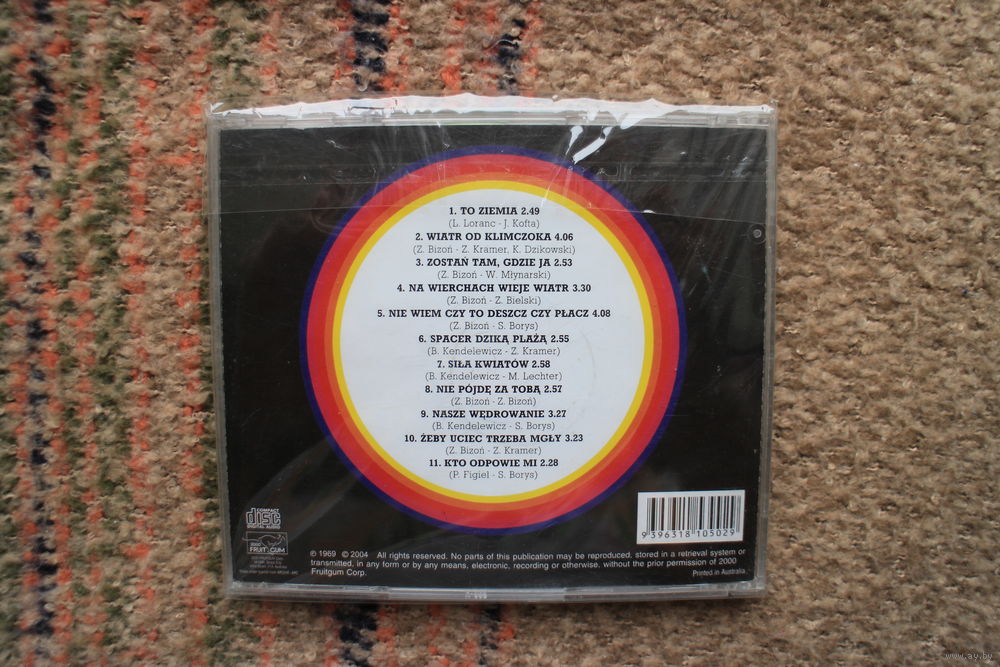 1. TO ZIEMIA 2.49
(L. Loranc - J. Kofta)
2. WIATR OD KLIMCZOKA 4.06
(Z. Bizoń - Z. Kramer, K. Dzikowski)
3. ZOSTAŃ TAM, GDZIE JA 2.53
(Z. Bizoń - W. Młynarski)
4. NA WIERCHACH WIEJE WIATR 3.30
(Z. Bizoń - Z. Bielski)
5. NIE WIEM CZY TO DESZCZ CZY PŁACZ 4.08
(Z. Bizoń - S. Borys)
6. SPACER DZIKĄ PLAŻĄ 2.55
(B. Kendelewicz - Z. Kramer)
7. SIŁA KWIATÓW 2.58
(B. Kendelewicz - M. Lechter)
8. NIE PÓJDĘ ZA TOBĄ 2.57
(Z. Bizoń - Z. Bizoń)
9. NASZE WĘDROWANIE 3.27
(B. Kendelewicz - S. Borys)
10. ŻEBY UCIEC TRZEBA MGŁY 3.23
(Z. Bizoń - Z. Kramer)
11. KTO ODPOWIE MI 2.28
(P. Figiel - S. Borys)
COMPACT
disc
DIGITAL AUDIO
2000
FRUITGUM
9 396318 105029
℗ 1969 © 2004 All rights reserved. No parts of this publication may be reproduced, stored in a retrieval system or
transmitted, in any form or by any means, electronic, recording or otherwise, without the prior permission of 2000
Fruitgum Corp.
Printed in Australia
www.ay.by